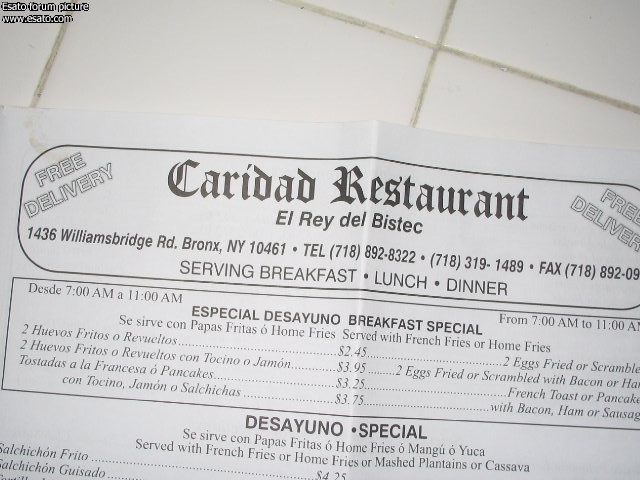 Esato forum picture
www.esato.com
FREE DELIVERY
Caridad Restaurant
FREE
El Rey del Bistec
1436 Williamsbridge Rd. Bronx, NY 10461 • TEL (718) 892-8322 • (718) 319- 1489 • FAX (718) 892-09
SERVING BREAKFAST • LUNCH • DINNER
Desde 7:00 AM a 11:00 AM
From 7:00 AM to 11:00 AM
ESPECIAL DESAYUNO BREAKFAST SPECIAL
Se sirve con Papas Fritas ó Home Fries Served with French Fries or Home Fries
2 Huevos Fritos o Revueltos.....$2.45.....2 Eggs Fried or Scramble
2 Huevos Fritos o Revueltos con Tocino o Jamón.....$3.95.....2 Eggs Fried or Scrambled with Bacon or Ham
Tostadas a la Francesa ó Pancakes.....$3.25.....French Toast or Pancake
con Tocino, Jamón o Salchichas.....$3.75.....with Bacon, Ham or Sausag
DESAYUNO • SPECIAL
Se sirve con Papas Fritas ó Home Fries ó Mangú ó Yuca
Served with French Fries or Home Fries or Mashed Plantains or Cassava
Salchichón Frito
Salchichón Guisado.....$4.25